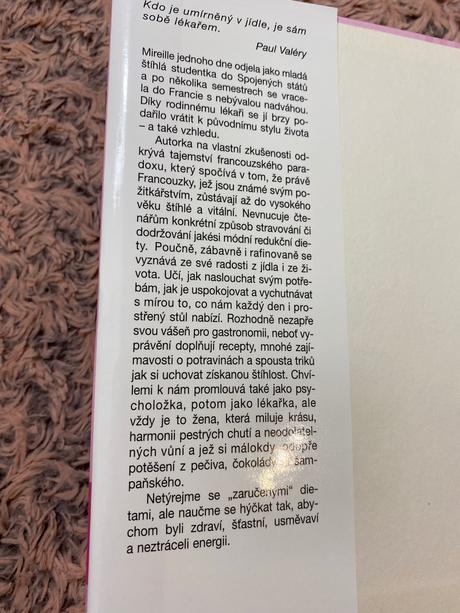 Kdo je umírněný v jídle, je sám
sobě lékařem.
Paul Valéry
Mireille jednoho dne odjela jako mladá
štíhlá studentka do Spojených států
a po několika semestrech se vrace-
la do Francie s nebývalou nadváhou.
Díky rodinnému lékaři se jí brzy po-
dařilo vrátit k původnímu stylu života
– a také vzhledu.
Autorka na vlastní zkušenosti od-
krývá tajemství francouzského para-
doxu, který spočívá v tom, že právě
Francouzky, jež jsou známé svým po-
žitkářstvím, zůstávají až do vysokého
věku štíhlé a vitální. Nevnucuje čte-
nářům konkrétní způsob stravování či
dodržování jakési módní redukční die-
ty. Poučně, zábavně i rafinovaně se
vyznává ze své radosti z jídla i ze ži-
vota. Učí, jak naslouchat svým potře-
bám, jak je uspokojovat a vychutnávat
s mírou to, co nám každý den i pro-
střený stůl nabízí. Rozhodně nezapře
svou vášeň pro gastronomii, neboť vy-
právění doplňují recepty, mnohé zají-
mavosti o potravinách a spousta triků
jak si uchovat získanou štíhlost. Chví-
lemi k nám promlouvá také jako psy-
choložka, potom jako lékařka, ale
vždy je to žena, která miluje krásu,
harmonii pestrých chutí a neodolatel-
ných vůní a jež si málokdy odepře
potěšení z pečiva, čokolády i šam-
paňského.
Netýrejme se „zaručenými“ die-
tami, ale naučme se hýčkat tak, aby-
chom byli zdraví, šťastní, usměvaví
a neztráceli energii.